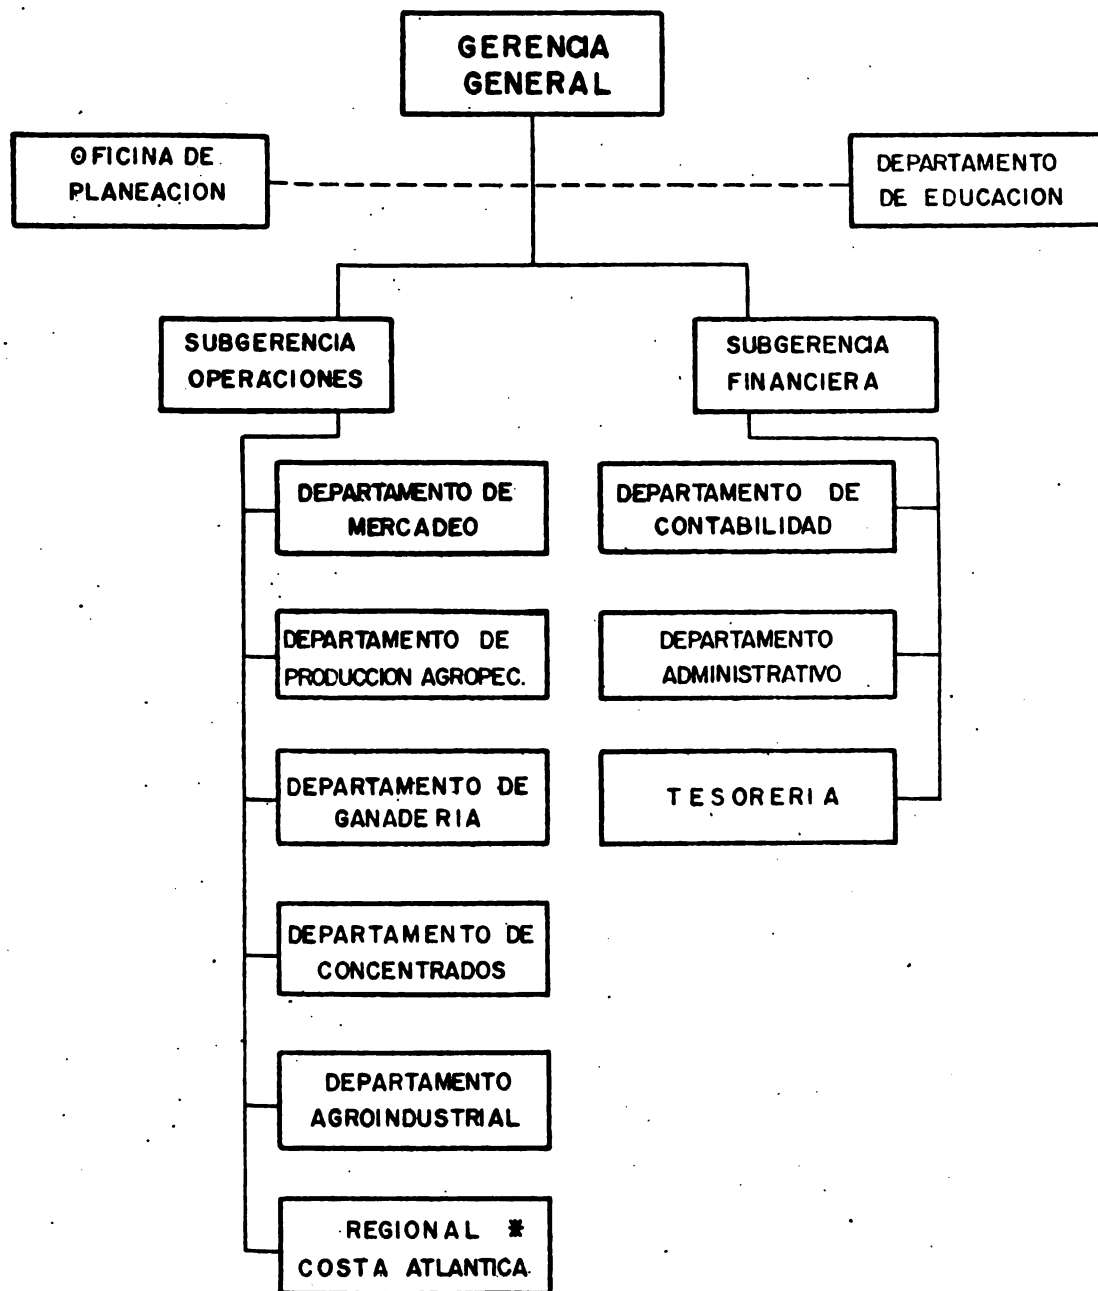 GERENCIA
GENERAL
OFICINA DE
PLANEACION
DEPARTAMENTO
DE EDUCACION
SUBGERENCIA
OPERACIONES
SUBGERENCIA
FINANCIERA
DEPARTAMENTO DE
MERCADEO
DEPARTAMENTO DE
CONTABILIDAD
DEPARTAMENTO DE
PRODUCCION AGROPEC.
DEPARTAMENTO
ADMINISTRATIVO
DEPARTAMENTO DE
GANADERIA
TESORERIA
DEPARTAMENTO DE
CONCENTRADOS
DEPARTAMENTO
AGROINDUSTRIAL
REGIONAL *
COSTA ATLANTICA